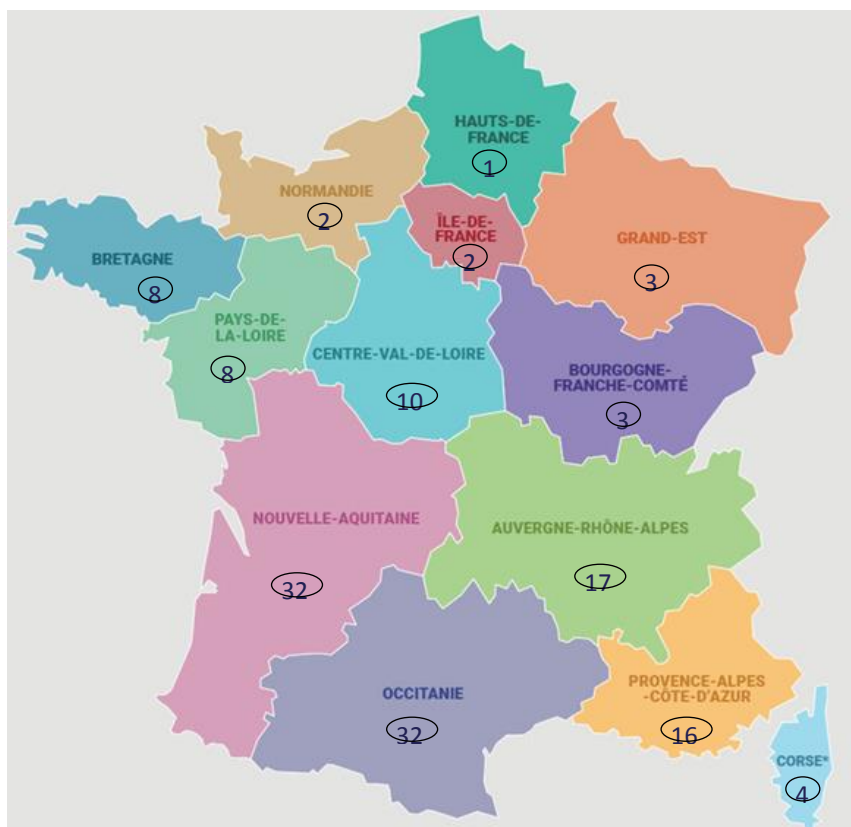 HAUTS-DE-
FRANCE
1
NORMANDIE
2
ÎLE-DE-
FRANCE
2
GRAND-EST
3
BRETAGNE
8
PAYS-DE-
LA-LOIRE
8
CENTRE-VAL-DE-LOIRE
10
BOURGOGNE-
FRANCHE-COMTÉ
3
NOUVELLE-AQUITAINE
32
AUVERGNE-RHÔNE-ALPES
17
OCCITANIE
32
PROVENCE-ALPES
-CÔTE-D'AZUR
16
CORSE*
4